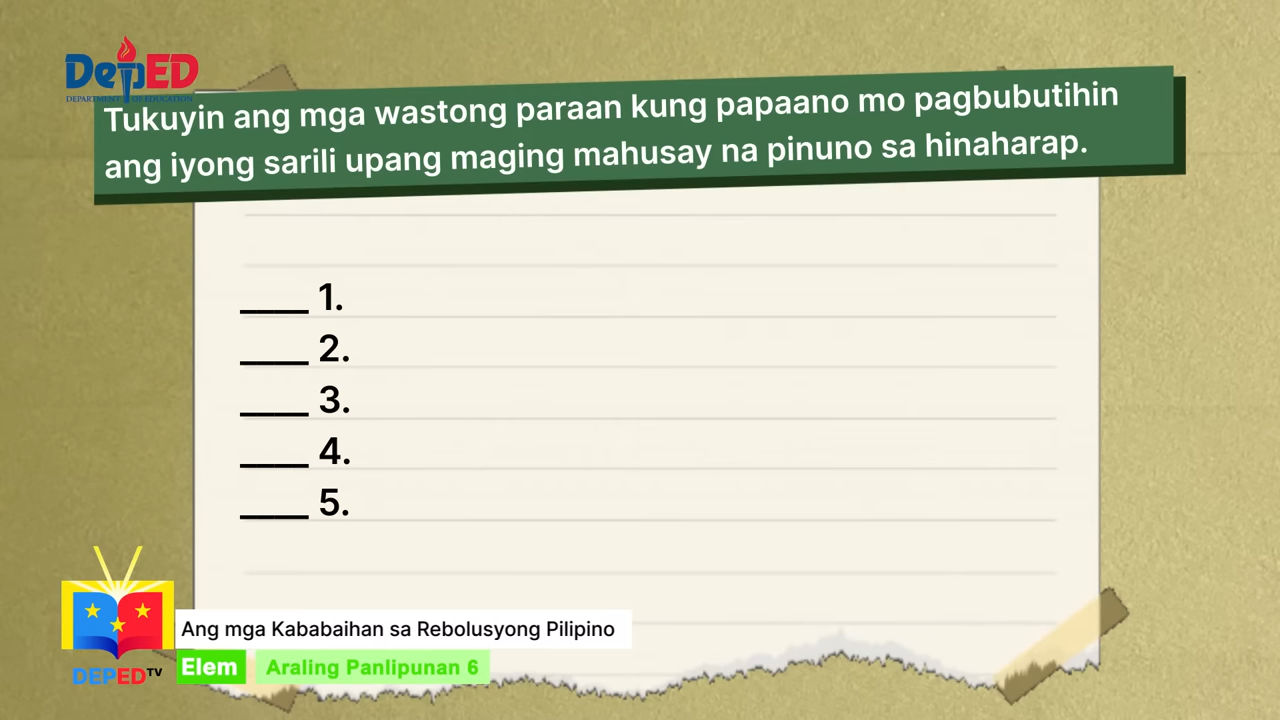 DepED
DEPARTMENT OF EDUCATION
Tukuyin ang mga wastong paraan kung papaano mo pagbubutihin
ang iyong sarili upang maging mahusay na pinuno sa hinaharap.
____ 1.
____ 2.
____ 3.
____ 4.
____ 5.
Ang mga Kababaihan sa Rebolusyong Pilipino
DEPED TV
Elem Araling Panlipunan 6